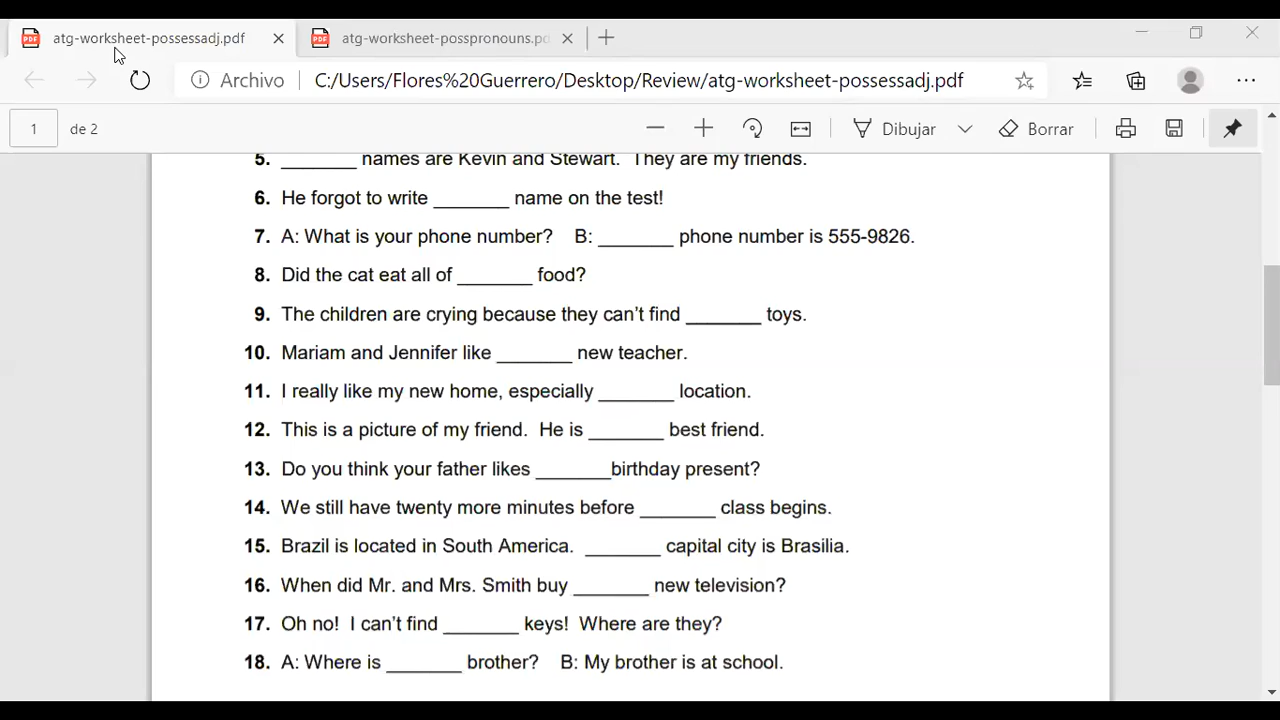 atg-worksheet-possessadj.pdf
atg-worksheet-posspronouns.pd
Archivo C:/Users/Flores%20Guerrero/Desktop/Review/atg-worksheet-possessadj.pdf
1 de 2 Dibujar Borrar
5. _______ names are Kevin and Stewart. They are my friends.
6. He forgot to write _______ name on the test!
7. A: What is your phone number? B: _______ phone number is 555-9826.
8. Did the cat eat all of _______ food?
9. The children are crying because they can't find _______ toys.
10. Mariam and Jennifer like _______ new teacher.
11. I really like my new home, especially _______ location.
12. This is a picture of my friend. He is _______ best friend.
13. Do you think your father likes _______birthday present?
14. We still have twenty more minutes before _______ class begins.
15. Brazil is located in South America. _______ capital city is Brasilia.
16. When did Mr. and Mrs. Smith buy _______ new television?
17. Oh no! I can't find _______ keys! Where are they?
18. A: Where is _______ brother? B: My brother is at school.